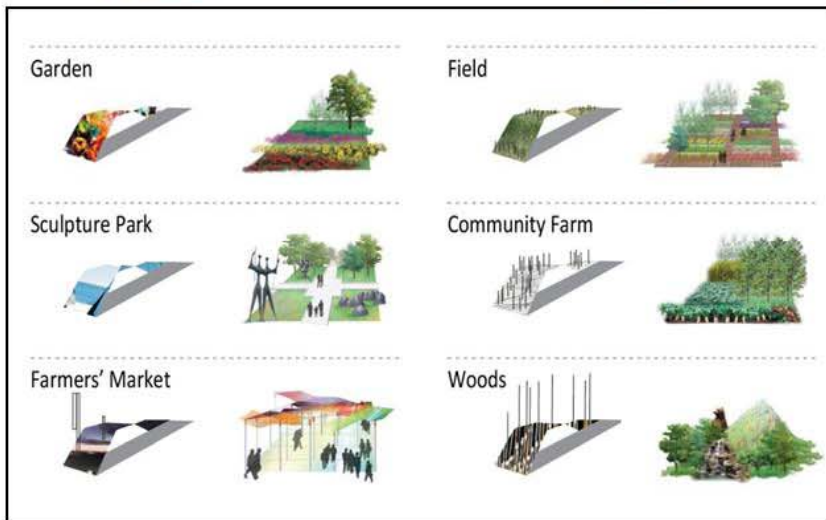 Garden
Field
Sculpture Park
Community Farm
Farmers' Market
Woods